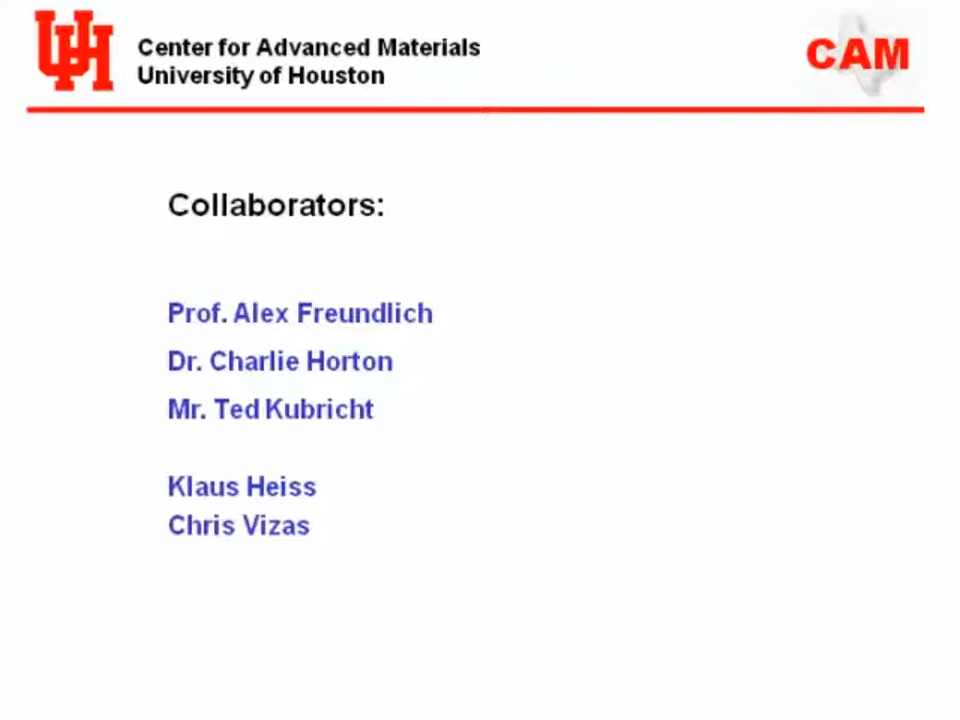 UH
Center for Advanced Materials
University of Houston
CAM
Collaborators:
Prof. Alex Freundlich
Dr. Charlie Horton
Mr. Ted Kubricht
Klaus Heiss
Chris Vizas